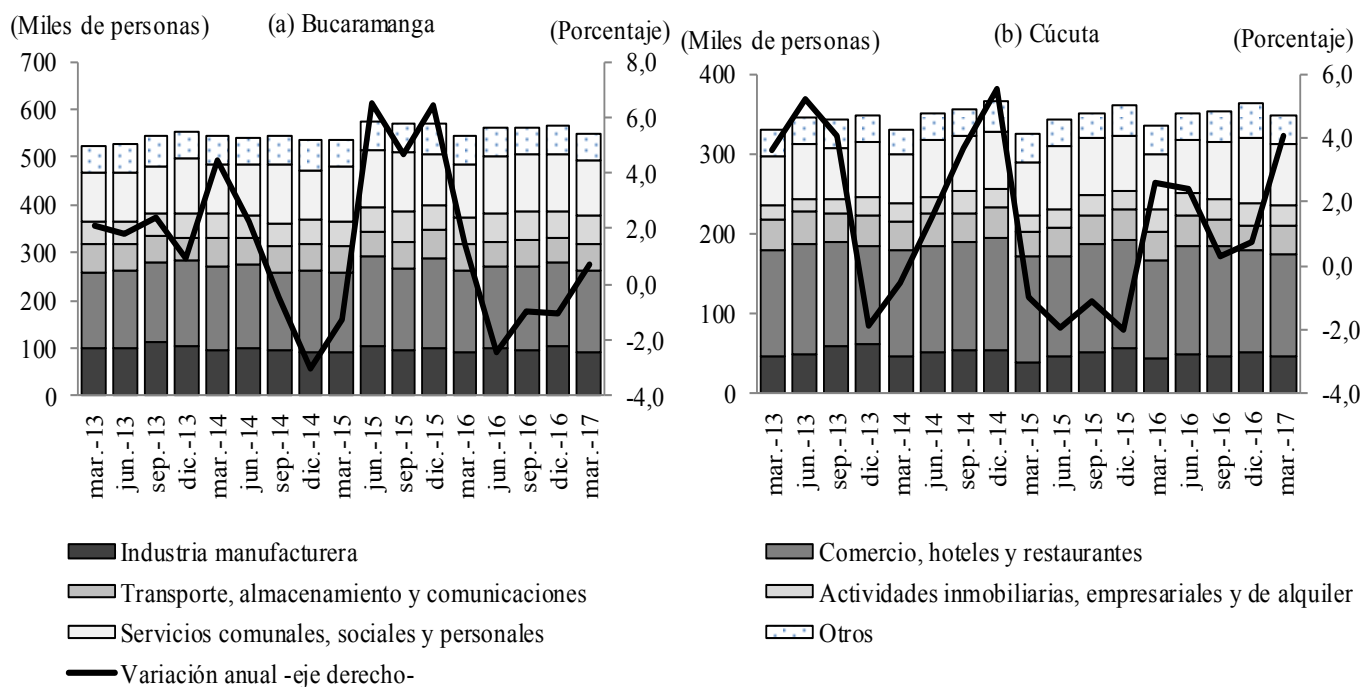 (Miles de personas) (a) Bucaramanga (Porcentaje)
700
600
500
400
300
200
100
0
8,0
6,0
4,0
2,0
0,0
-2,0
-4,0
mar.-13
jun.-13
sep.-13
dic.-13
mar.-14
jun.-14
sep.-14
dic.-14
mar.-15
jun.-15
sep.-15
dic.-15
mar.-16
jun.-16
sep.-16
dic.-16
mar.-17
(Miles de personas) (b) Cúcuta (Porcentaje)
400
300
200
100
0
6,0
4,0
2,0
0,0
-2,0
-4,0
mar.-13
jun.-13
sep.-13
dic.-13
mar.-14
jun.-14
sep.-14
dic.-14
mar.-15
jun.-15
sep.-15
dic.-15
mar.-16
jun.-16
sep.-16
dic.-16
mar.-17
Industria manufacturera
Comercio, hoteles y restaurantes
Transporte, almacenamiento y comunicaciones
Actividades inmobiliarias, empresariales y de alquiler
Servicios comunales, sociales y personales
Otros
Variación anual -eje derecho-